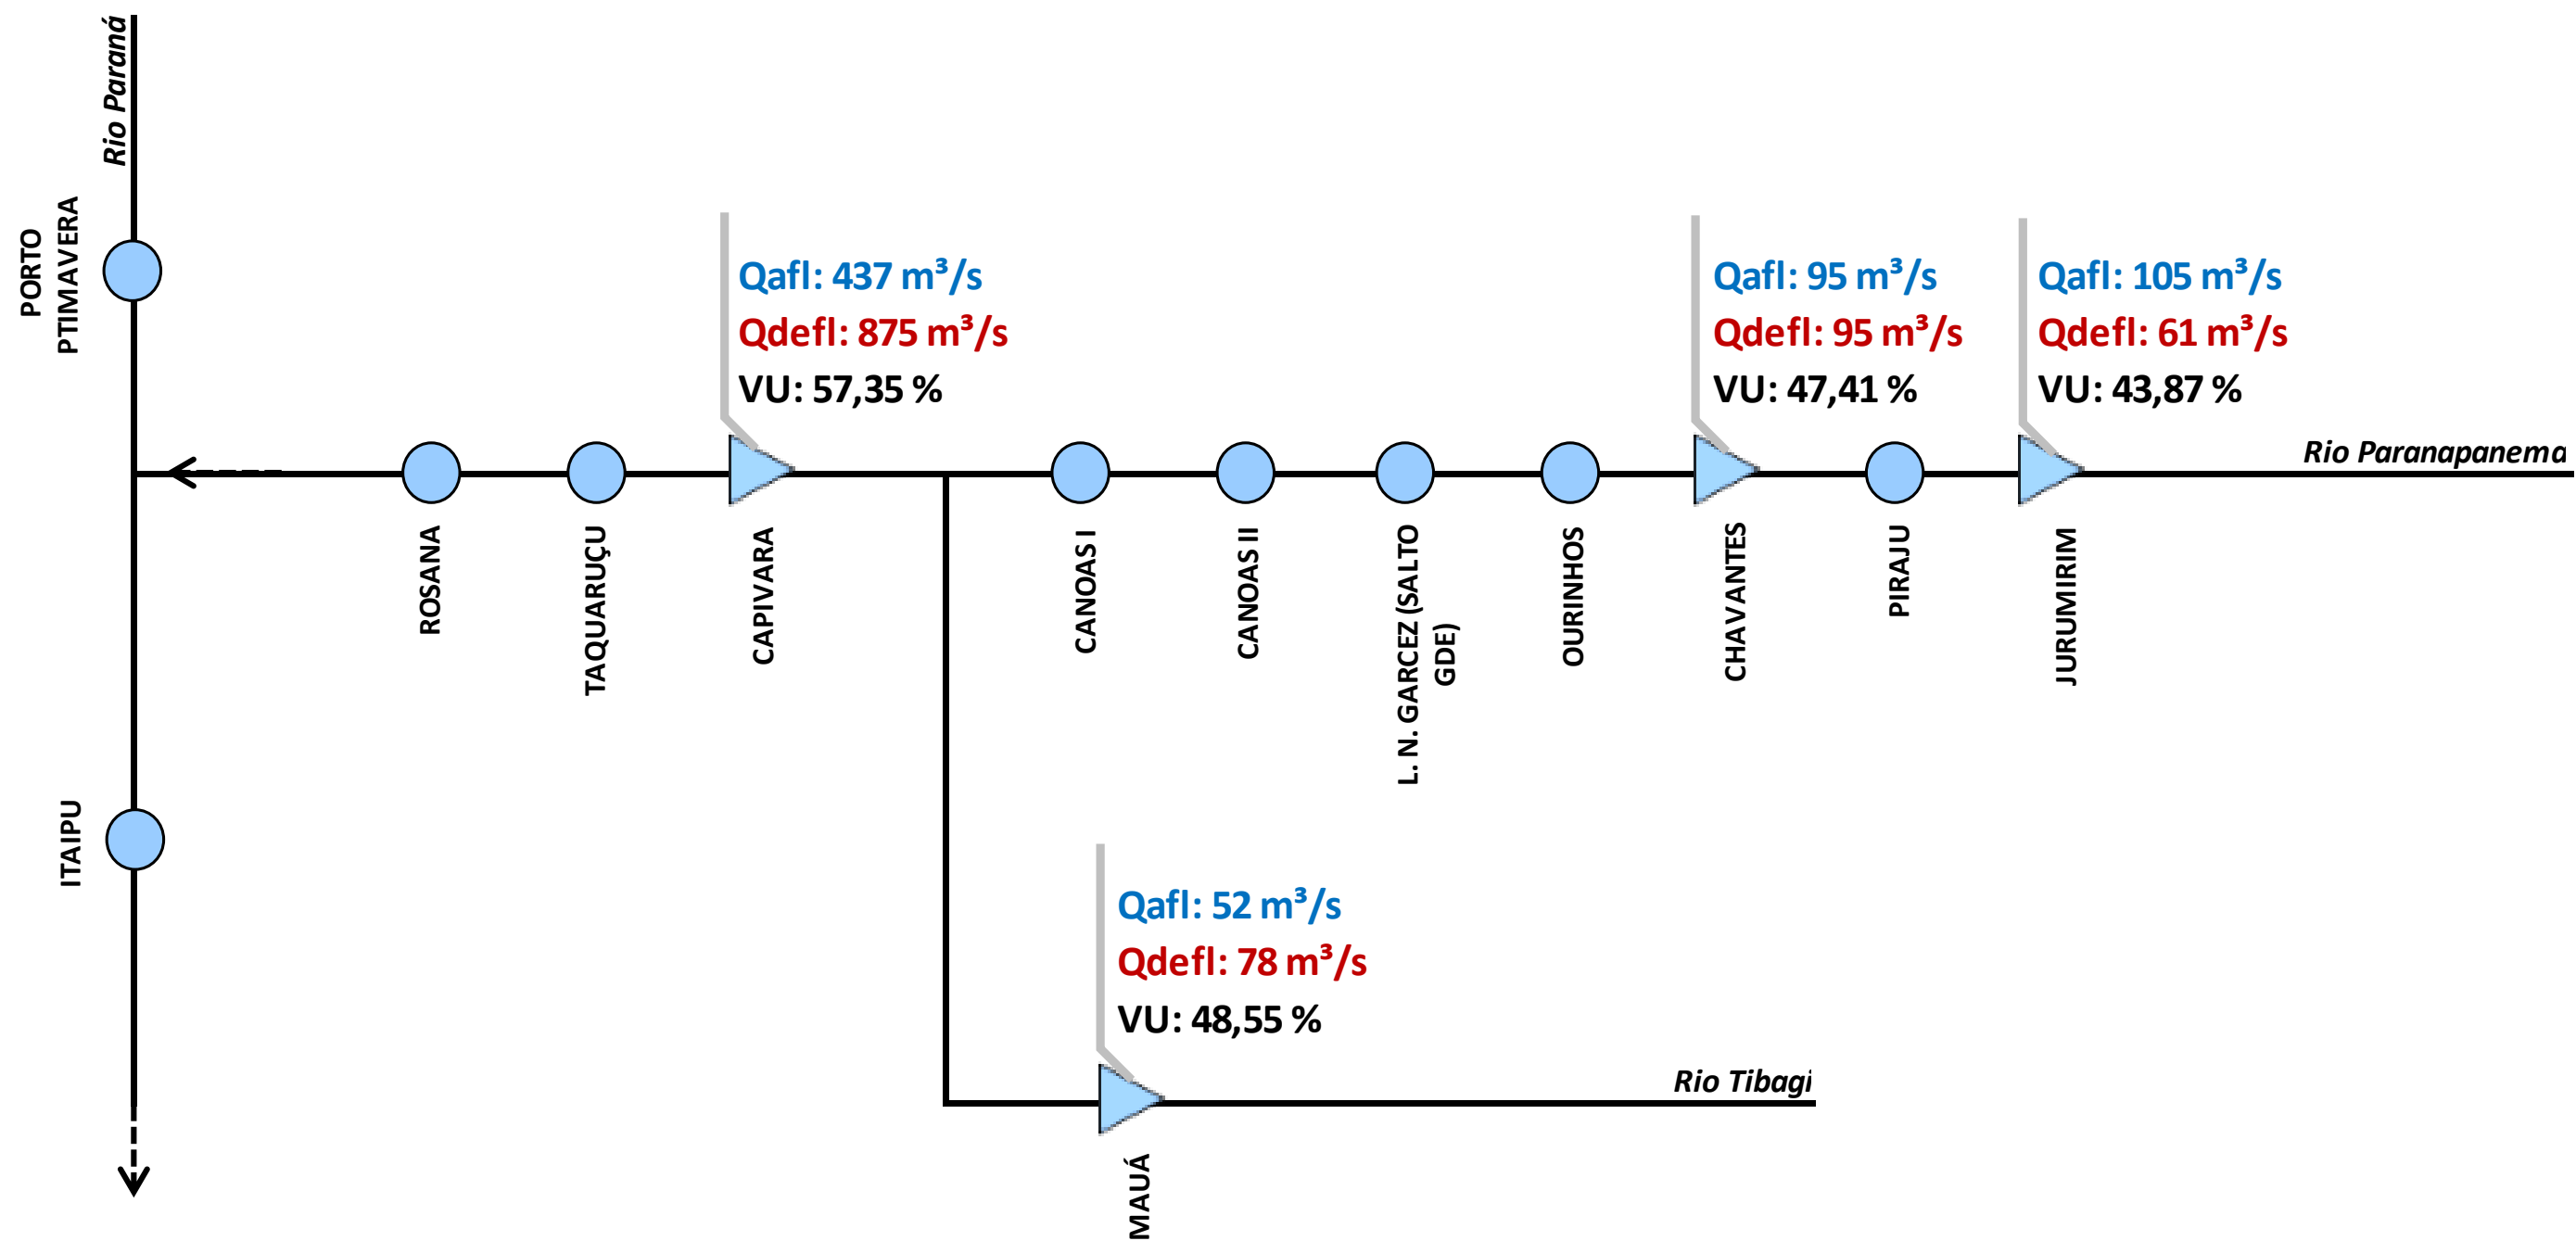 Rio Paraná
PORTO
PTIMAVERA
Qafl: 437 m³/s
Qdefl: 875 m³/s
VU: 57,35 %
Qafl: 95 m³/s
Qdefl: 95 m³/s
VU: 47,41 %
Qafl: 105 m³/s
Qdefl: 61 m³/s
VU: 43,87 %
Rio Paranapanema
ROSANA
TAQUARUÇU
CAPIVARA
CANOAS I
CANOAS II
L. N. GARCEZ (SALTO
GDE)
OURINHOS
CHAVANTES
PIRAJU
JURUMIRIM
ITAIPU
Qafl: 52 m³/s
Qdefl: 78 m³/s
VU: 48,55 %
Rio Tibagi
MAUÁ